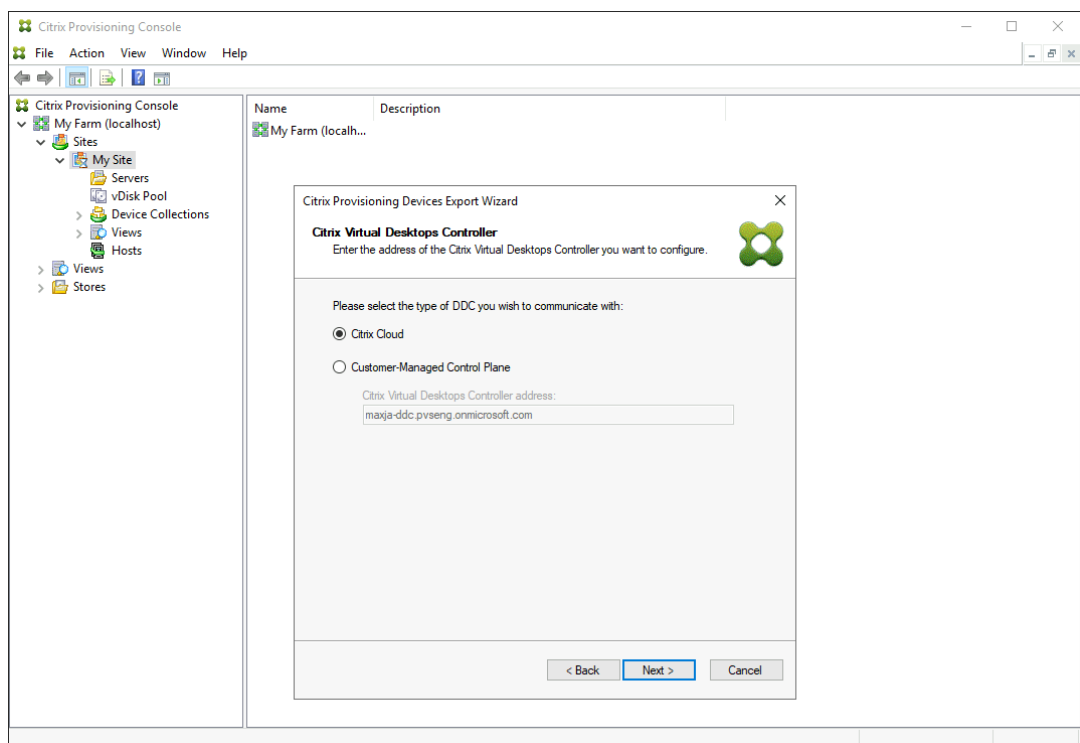 Citrix Provisioning Console
File Action View Window Help
Citrix Provisioning Console
My Farm (localhost)
Sites
My Site
Servers
vDisk Pool
Device Collections
Views
Hosts
Views
Stores
Name Description
My Farm (localh...
Citrix Provisioning Devices Export Wizard
Citrix Virtual Desktops Controller
Enter the address of the Citrix Virtual Desktops Controller you want to configure.
Please select the type of DDC you wish to communicate with:
Citrix Cloud
Customer-Managed Control Plane
Citrix Virtual Desktops Controller address:
maxja-ddc.pvseng.onmicrosoft.com
< Back Next > Cancel